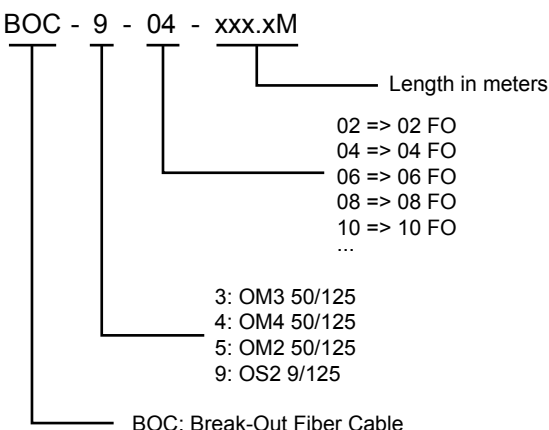 BOC - 9 - 04 - xxx.xM
Length in meters
02 => 02 FO
04 => 04 FO
06 => 06 FO
08 => 08 FO
10 => 10 FO
...
3: OM3 50/125
4: OM4 50/125
5: OM2 50/125
9: OS2 9/125
BOC: Break-Out Fiber Cable